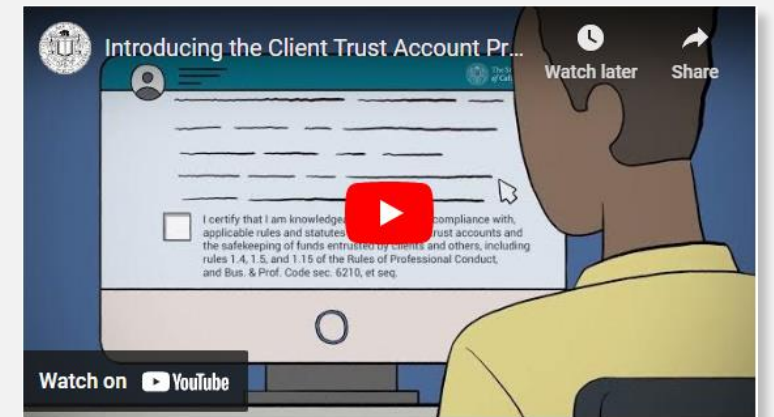 Introducing the Client Trust Account Pr...
Watch later
Share
The S
of Cali
I certify that I am knowledgea compliance with,
applicable rules and statutes rust accounts and
the safekeeping of funds entrusted by clients and others, including
rules 1.4, 1.5, and 1.15 of the Rules of Professional Conduct,
and Bus. & Prof. Code sec. 6210, et seq.
Watch on YouTube